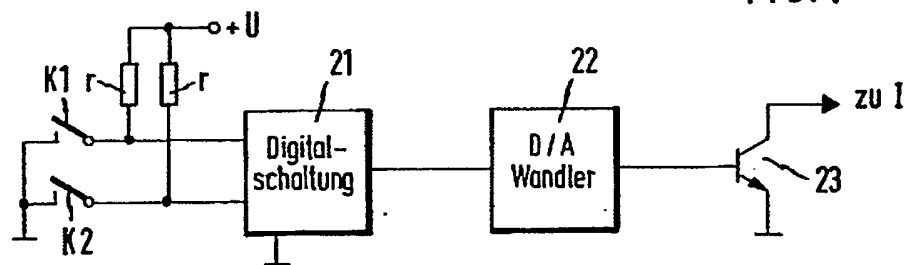 +U
21
22
K1
r
r
zu I
Digital-
schaltung
D/A
Wandler
23
K2